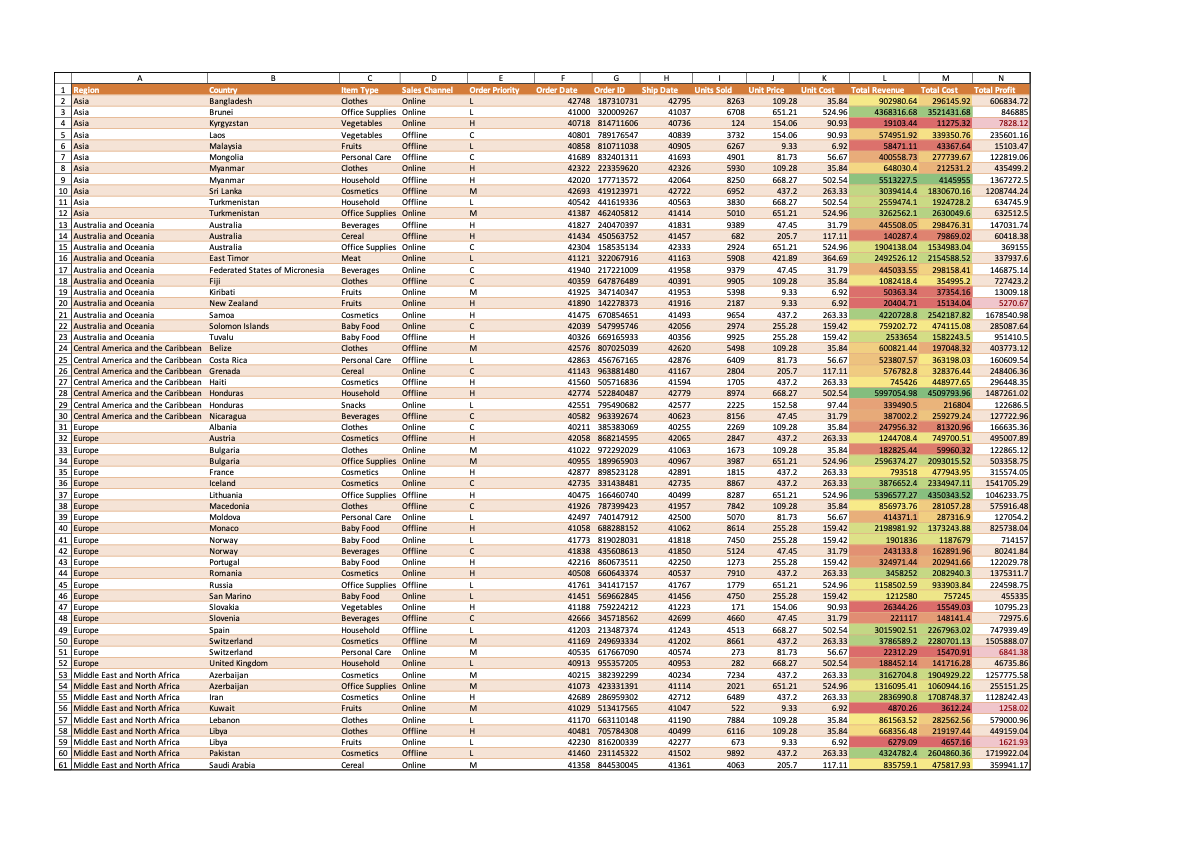 A B C D E F G H I J K L M N
1 Region Country Item Type Sales Channel Order Priority Order Date Order ID Ship Date Units Sold Unit Price Unit Cost Total Revenue Total Cost Total Profit
2 Asia Bangladesh Clothes Online L 42748 187310731 42795 8263 109.28 35.84 902980.64 296145.92 606834.72
3 Asia Brunei Office Supplies Online L 41000 320009267 41037 6708 651.21 524.96 4368316.68 3521431.68 846885
4 Asia Kyrgyzstan Vegetables Online H 40718 814711606 40736 124 154.06 90.93 19103.44 11275.32 7828.12
5 Asia Laos Vegetables Offline C 40801 789176547 40839 3732 154.06 90.93 574951.92 339350.76 235601.16
6 Asia Malaysia Fruits Offline L 40858 810711038 40905 6267 9.33 6.92 58471.11 43367.64 15103.47
7 Asia Mongolia Personal Care Offline C 41689 832401311 41693 4901 81.73 56.67 400558.73 277739.67 122819.06
8 Asia Myanmar Clothes Online H 42322 223359620 42326 5930 109.28 35.84 648030.4 212531.2 435499.2
9 Asia Myanmar Household Offline H 42020 177713572 42064 8250 668.27 502.54 5513227.5 4145955 1367272.5
10 Asia Sri Lanka Cosmetics Offline M 42693 419123971 42722 6952 437.2 263.33 3039414.4 1830670.16 1208744.24
11 Asia Turkmenistan Household Offline L 40542 441619336 40563 3830 668.27 502.54 2559474.1 1924728.2 634745.9
12 Asia Turkmenistan Office Supplies Online M 41387 462405812 41414 5010 651.21 524.96 3262562.1 2630049.6 632512.5
13 Australia and Oceania Australia Beverages Offline H 41827 240470397 41831 9389 47.45 31.79 445508.05 298476.31 147031.74
14 Australia and Oceania Australia Cereal Offline H 41434 450563752 41457 682 205.7 117.11 140287.4 79869.02 60418.38
15 Australia and Oceania Australia Office Supplies Online C 42304 158535134 42333 2924 651.21 524.96 1904138.04 1534983.04 369155
16 Australia and Oceania East Timor Meat Online L 41121 322067916 41163 5908 421.89 364.69 2492526.12 2154588.52 337937.6
17 Australia and Oceania Federated States of Micronesia Beverages Online C 41940 217221009 41958 9379 47.45 31.79 445033.55 298158.41 146875.14
18 Australia and Oceania Fiji Clothes Offline C 40359 647876489 40391 9905 109.28 35.84 1082418.4 354995.2 727423.2
19 Australia and Oceania Kiribati Fruits Online M 41925 347140347 41953 5398 9.33 6.92 50363.34 37354.16 13009.18
20 Australia and Oceania New Zealand Fruits Online H 41890 142278373 41916 2187 9.33 6.92 20404.71 15134.04 5270.67
21 Australia and Oceania Samoa Cosmetics Online H 41475 670854651 41493 9654 437.2 263.33 4220728.8 2542187.82 1678540.98
22 Australia and Oceania Solomon Islands Baby Food Online C 42039 547995746 42056 2974 255.28 159.42 759202.72 474115.08 285087.64
23 Australia and Oceania Tuvalu Baby Food Offline H 40326 669165933 40356 9925 255.28 159.42 2533654 1582243.5 951410.5
24 Central America and the Caribbean Belize Clothes Offline M 42576 807025039 42620 5498 109.28 35.84 600821.44 197048.32 403773.12
25 Central America and the Caribbean Costa Rica Personal Care Offline L 42863 456767165 42876 6409 81.73 56.67 523807.57 363198.03 160609.54
26 Central America and the Caribbean Grenada Cereal Online C 41143 963881480 41167 2804 205.7 117.11 576782.8 328376.44 248406.36
27 Central America and the Caribbean Haiti Cosmetics Offline H 41560 505716836 41594 1705 437.2 263.33 745426 448977.65 296448.35
28 Central America and the Caribbean Honduras Household Offline H 42774 522840487 42779 8974 668.27 502.54 5997054.98 4509793.96 1487261.02
29 Central America and the Caribbean Honduras Snacks Online L 42551 795490682 42577 2225 152.58 97.44 339490.5 216804 122686.5
30 Central America and the Caribbean Nicaragua Beverages Offline C 40582 963392674 40623 8156 47.45 31.79 387002.2 259279.24 127722.96
31 Europe Albania Clothes Online C 40211 385383069 40255 2269 109.28 35.84 247956.32 81320.96 166635.36
32 Europe Austria Cosmetics Offline H 42058 868214595 42065 2847 437.2 263.33 1244708.4 749700.51 495007.89
33 Europe Bulgaria Clothes Online M 41022 972292029 41063 1673 109.28 35.84 182825.44 59960.32 122865.12
34 Europe Bulgaria Office Supplies Online M 40955 189965903 40967 3987 651.21 524.96 2596374.27 2093015.52 503358.75
35 Europe France Cosmetics Online H 42877 898523128 42891 1815 437.2 263.33 793518 477943.95 315574.05
36 Europe Iceland Cosmetics Online C 42735 331438481 42735 8867 437.2 263.33 3876652.4 2334947.11 1541705.29
37 Europe Lithuania Office Supplies Offline H 40475 166460740 40499 8287 651.21 524.96 5396577.27 4350343.52 1046233.75
38 Europe Macedonia Clothes Offline C 41926 787399423 41957 7842 109.28 35.84 856973.76 281057.28 575916.48
39 Europe Moldova Personal Care Online L 42497 740147912 42500 5070 81.73 56.67 414371.1 287316.9 127054.2
40 Europe Monaco Baby Food Offline H 41058 688288152 41062 8614 255.28 159.42 2198981.92 1373243.88 825738.04
41 Europe Norway Baby Food Online L 41773 819028031 41818 7450 255.28 159.42 1901836 1187679 714157
42 Europe Norway Beverages Offline C 41838 435608613 41850 5124 47.45 31.79 243133.8 162891.96 80241.84
43 Europe Portugal Baby Food Online H 42216 860673511 42250 1273 255.28 159.42 324971.44 202941.66 122029.78
44 Europe Romania Cosmetics Online H 40508 660643374 40537 7910 437.2 263.33 3458252 2082940.3 1375311.7
45 Europe Russia Office Supplies Offline L 41761 341417157 41767 1779 651.21 524.96 1158502.59 933903.84 224598.75
46 Europe San Marino Baby Food Online L 41451 569662845 41456 4750 255.28 159.42 1212580 757245 455335
47 Europe Slovakia Vegetables Online H 41188 759224212 41223 171 154.06 90.93 26344.26 15549.03 10795.23
48 Europe Slovenia Beverages Offline C 42666 345718562 42699 4660 47.45 31.79 221117 148141.4 72975.6
49 Europe Spain Household Offline L 41203 213487374 41243 4513 668.27 502.54 3015902.51 2267963.02 747939.49
50 Europe Switzerland Cosmetics Offline M 41169 249693334 41202 8661 437.2 263.33 3786589.2 2280701.13 1505888.07
51 Europe Switzerland Personal Care Online M 40535 617667090 40574 273 81.73 56.67 22312.29 15470.91 6841.38
52 Europe United Kingdom Household Online L 40913 955357205 40953 282 668.27 502.54 188452.14 141716.28 46735.86
53 Middle East and North Africa Azerbaijan Cosmetics Online M 40215 382392299 40234 7234 437.2 263.33 3162704.8 1904929.22 1257775.58
54 Middle East and North Africa Azerbaijan Office Supplies Online M 41073 423331391 41114 2021 651.21 524.96 1316095.41 1060944.16 255151.25
55 Middle East and North Africa Iran Cosmetics Online H 42689 286959302 42712 6489 437.2 263.33 2836990.8 1708748.37 1128242.43
56 Middle East and North Africa Kuwait Fruits Online M 41029 513417565 41047 522 9.33 6.92 4870.26 3612.24 1258.02
57 Middle East and North Africa Lebanon Clothes Online L 41170 663110148 41190 7884 109.28 35.84 861563.52 282562.56 579000.96
58 Middle East and North Africa Libya Clothes Offline H 40481 705784308 40499 6116 109.28 35.84 668356.48 219197.44 449159.04
59 Middle East and North Africa Libya Fruits Online L 42230 816200339 42277 673 9.33 6.92 6279.09 4657.16 1621.93
60 Middle East and North Africa Pakistan Cosmetics Offline L 41460 231145322 41502 9892 437.2 263.33 4324782.4 2604860.36 1719922.04
61 Middle East and North Africa Saudi Arabia Cereal Online M 41358 844530045 41361 4063 205.7 117.11 835759.1 475817.93 359941.17